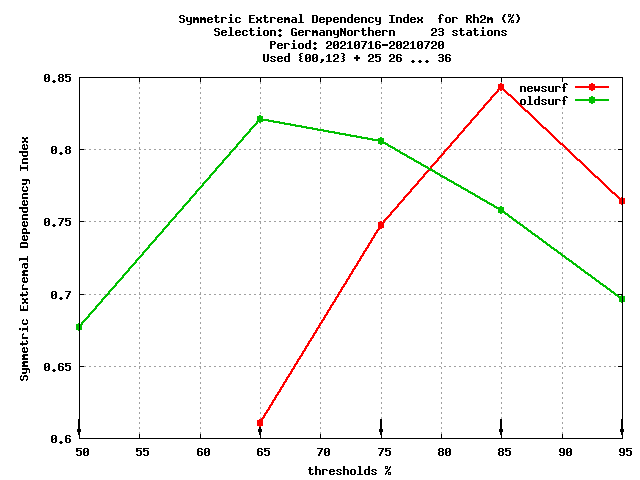 Symmetric Extremal Dependency Index  for Rh2m (%)
Selection: GermanyNorthern     23 stations
Period: 20210716-20210720
Used {00,12} + 25 26 ... 36
newsurf
oldsurf
Symmetric Extremal Dependency Index
0.85
0.8
0.75
0.7
0.65
0.6
50 55 60 65 70 75 80 85 90 95
thresholds %